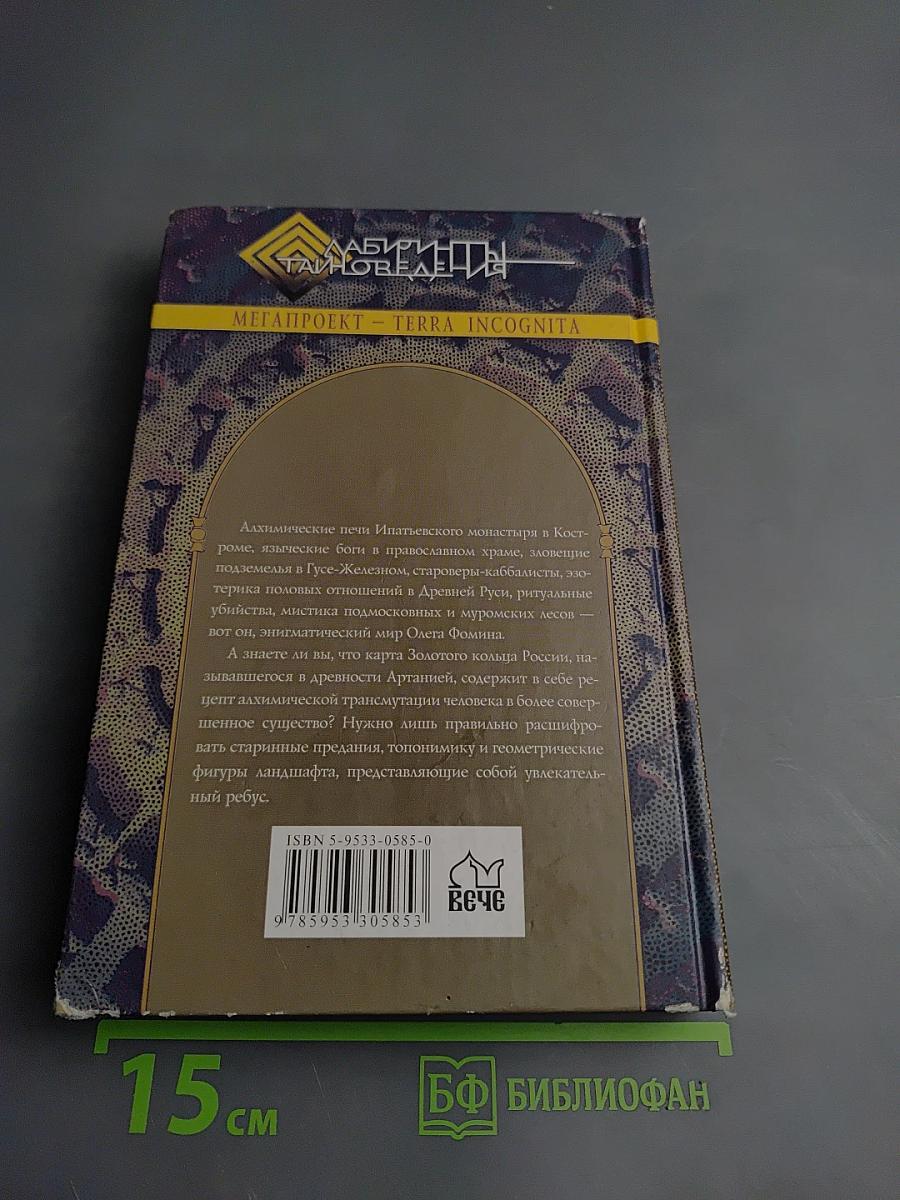 ЛАБИРИНТЫ
ТАЙНОВЕДЕНИЯ
МЕГАПРОЕКТ – TERRA INCOGNITA
Алхимические печи Ипатьевского монастыря в Кост-
роме, языческие боги в православном храме, зловещие
подземелья в Гусе-Железном, староверы-каббалисты, эзо-
терика половых отношений в Древней Руси, ритуальные
убийства, мистика подмосковных и муромских лесов —
вот он, энигматический мир Олега Фомина.
А знаете ли вы, что карта Золотого кольца России, на-
зывавшегося в древности Артанией, содержит в себе ре-
цепт алхимической трансмутации человека в более совер-
шенное существо? Нужно лишь правильно расшифро-
вать старинные предания, топонимику и геометрические
фигуры ландшафта, представляющие собой увлекатель-
ный ребус.
ISBN 5-9533-0585-0
9 785953 305853
ВЕЧЕ
15 см
БФ БИБЛИОФАН